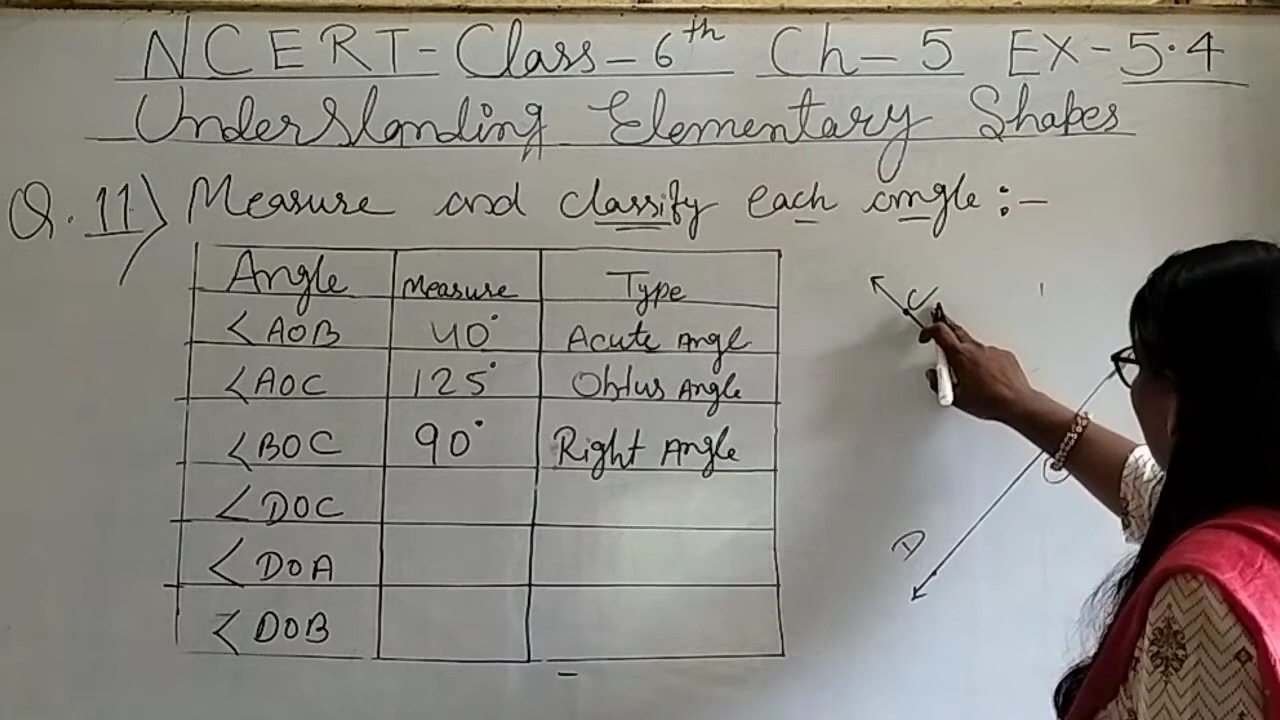 NCERT-Class-6th Ch-5 EX-5.4
Understanding Elementary Shapes
Q.11) Measure and classify each angle:-
Angle Measure Type
<AOB 40° Acute Angle
<AOC 125° Obtus Angle
<BOC 90° Right Angle
<DOC
<DOA
<DOB
C
D